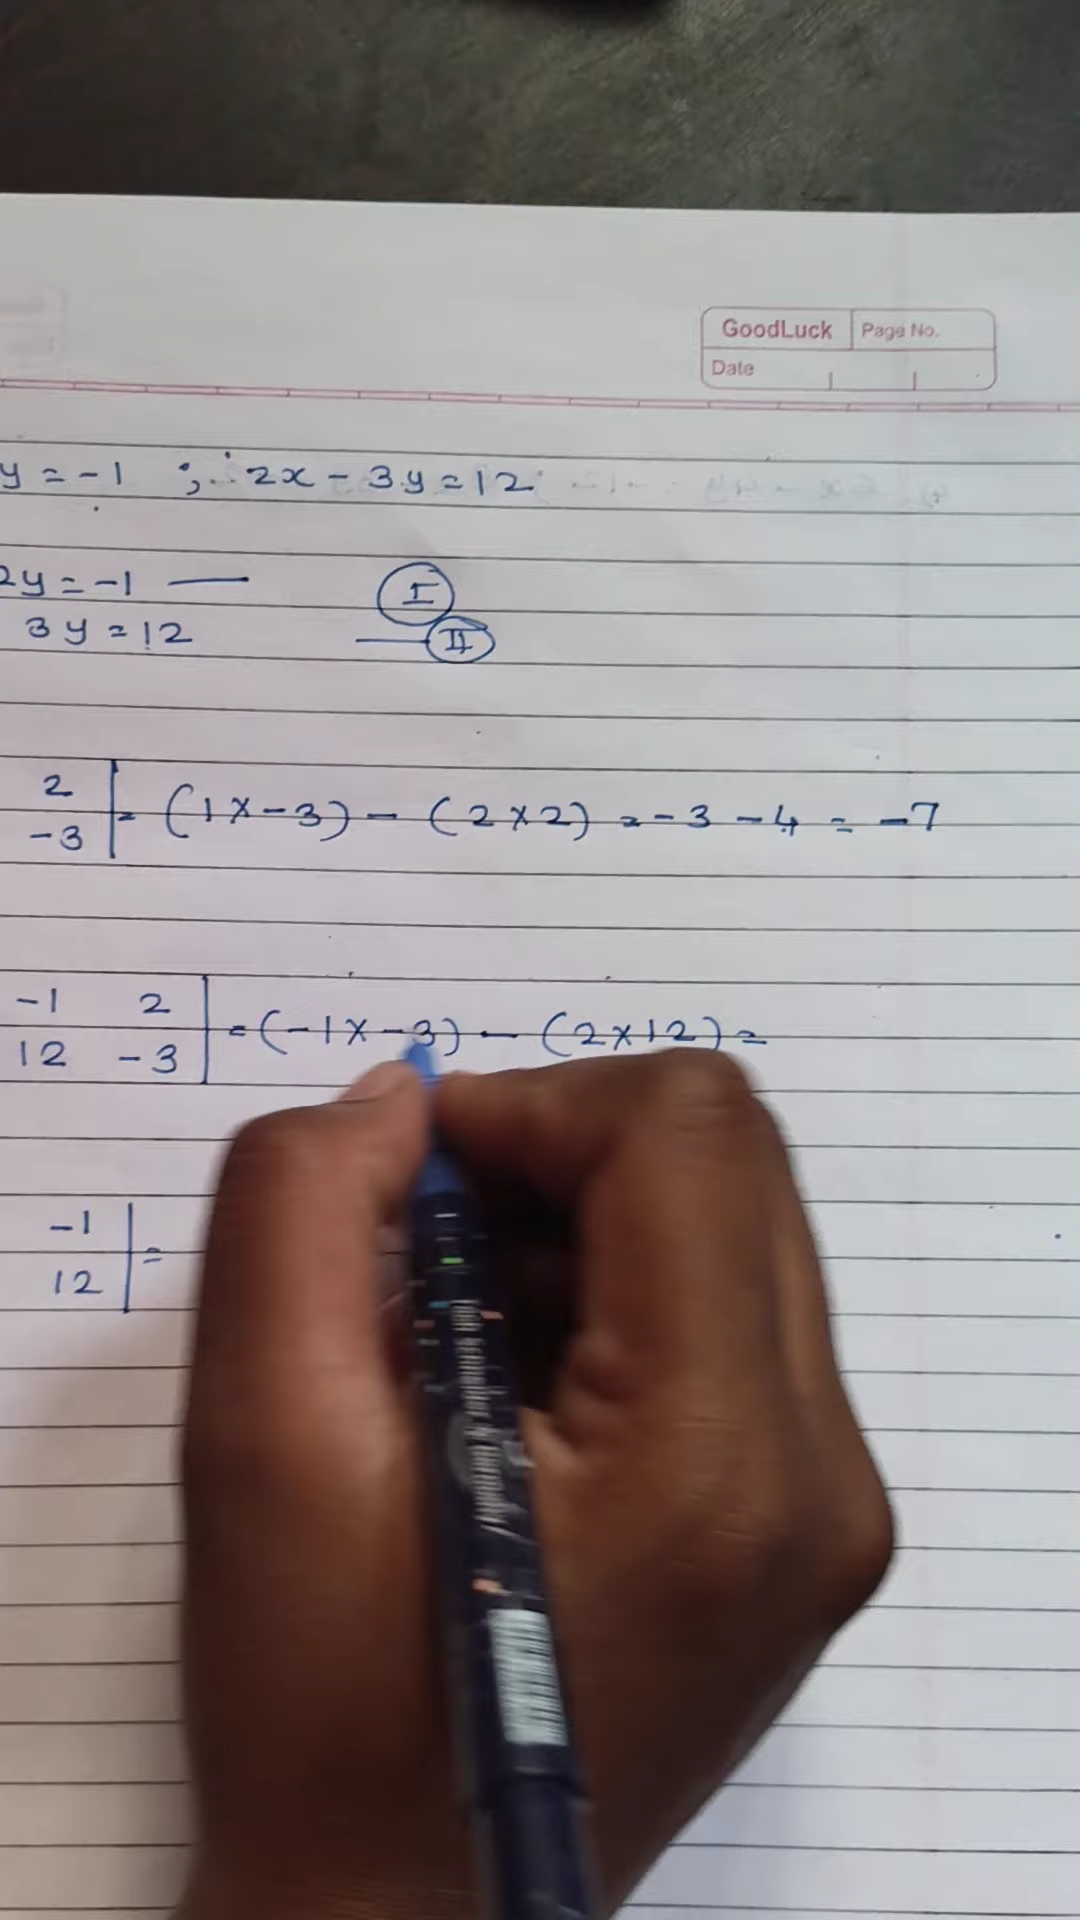 GoodLuck Page No.
Date
y = -1 ; 2x - 3y = 12
2y = -1 — I
3y = 12 — II
2
-3 = (1 × -3) - (2 × 2) = -3 - 4 = -7
-1 2
12 -3 = (-1 × -3) - (2 × 12) =
-1
12 =